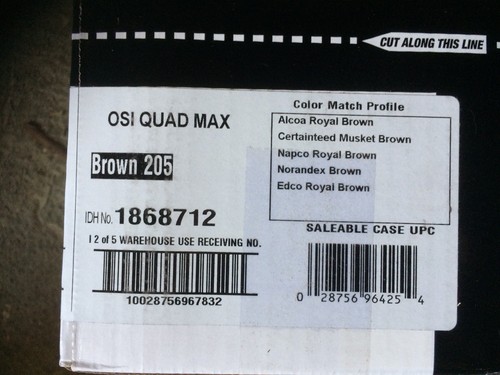 CUT ALONG THIS LINE
OSI QUAD MAX
Brown 205
IDH No. 1868712
I 2 of 5 WAREHOUSE USE RECEIVING NO.
10028756967832
Color Match Profile
Alcoa Royal Brown
Certainteed Musket Brown
Napco Royal Brown
Norandex Brown
Edco Royal Brown
SALEABLE CASE UPC
0 28756 96425 4